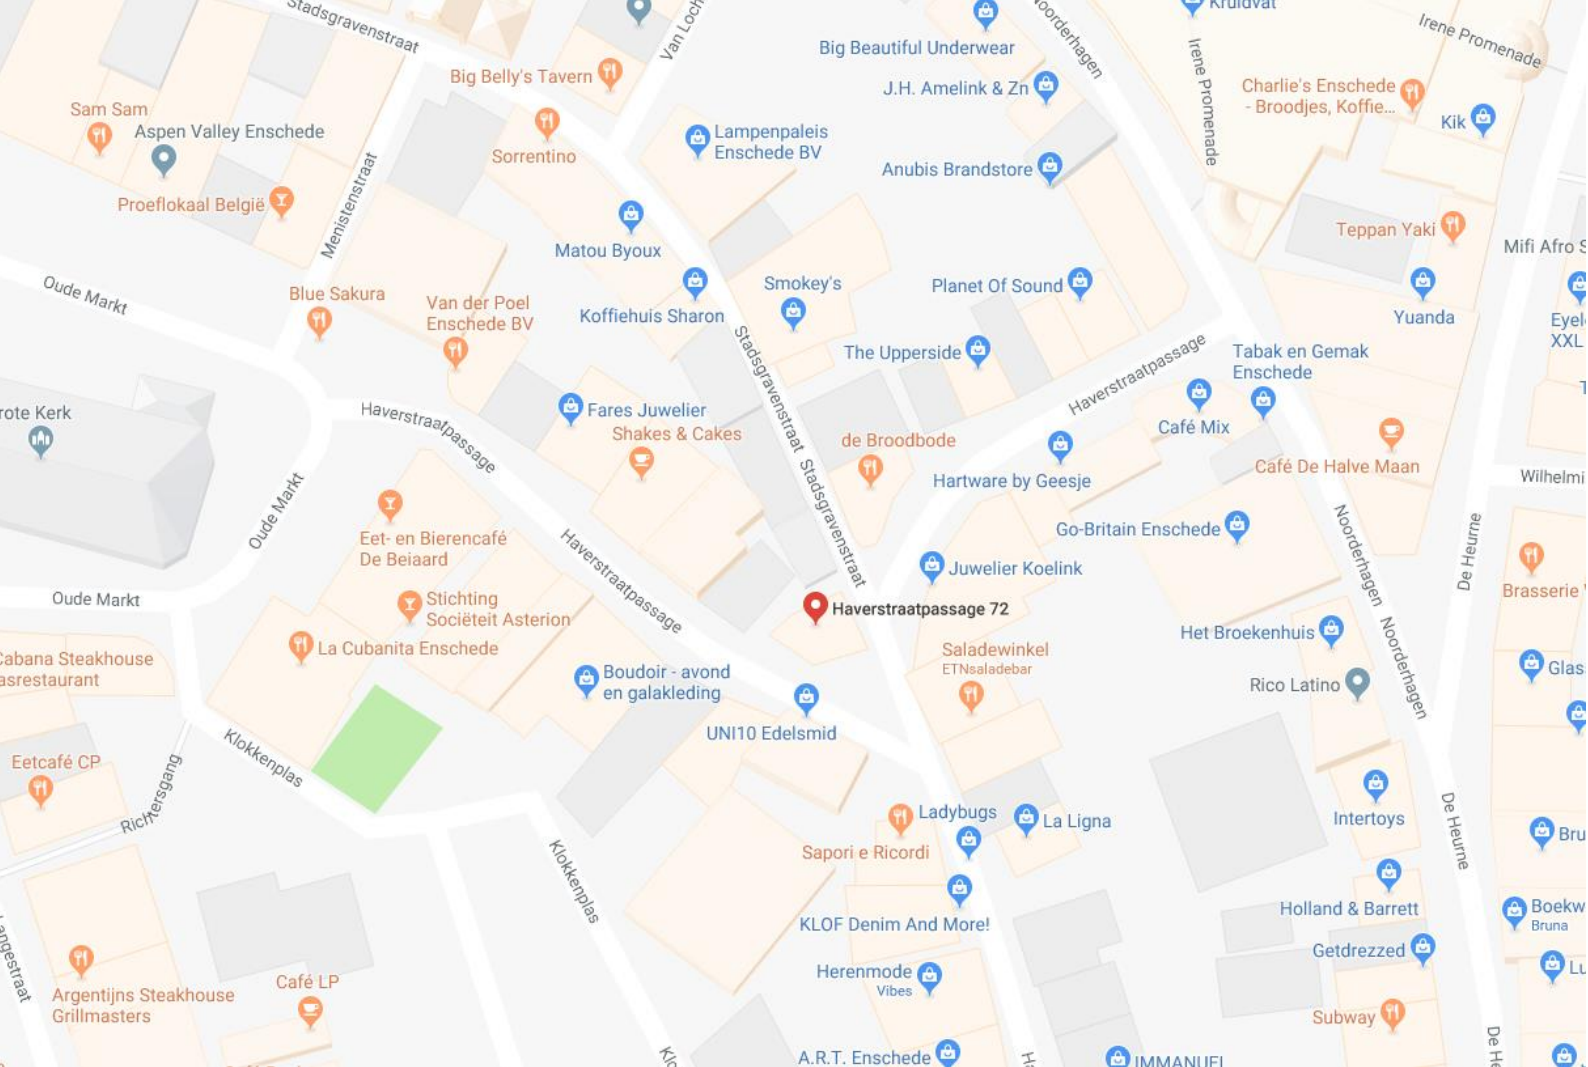 Stadsgravenstraat
Van Loch
Noorderhagen
Kruidvat
Irene Promenade
Irene Promenade
Big Beautiful Underwear
Big Belly's Tavern
J.H. Amelink & Zn
Charlie's Enschede
- Broodjes, Koffie...
Kik
Sam Sam
Aspen Valley Enschede
Sorrentino
Lampenpaleis
Enschede BV
Anubis Brandstore
Proeflokaal België
Menistenstraat
Matou Byoux
Teppan Yaki
Mifi Afro S
Oude Markt
Blue Sakura
Van der Poel
Enschede BV
Koffiehuis Sharon
Smokey's
Planet Of Sound
Yuanda
Eyel
XXL
The Upperside
Stadsgravenstraat
Haverstraatpassage
Tabak en Gemak
Enschede
rote Kerk
Haverstraatpassage
Fares Juwelier
Shakes & Cakes
de Broodbode
Café Mix
Café De Halve Maan
Wilhelmi
Hartware by Geesje
Stadsgravenstraat
Oude Markt
Eet- en Bierencafé
De Beiaard
Haverstraatpassage
Go-Britain Enschede
Noorderhagen
De Heurne
Juwelier Koelink
Brasserie
Oude Markt
Stichting
Sociëteit Asterion
Haverstraatpassage 72
La Cubanita Enschede
Saladewinkel
ETNsaladebar
Het Broekenhuis
Noorderhagen
Cabana Steakhouse
asrestaurant
Boudoir - avond
en galakleding
Rico Latino
Glas
UNI10 Edelsmid
Klokkenplas
Eetcafé CP
Richtersgang
Ladybugs
La Ligna
Intertoys
De Heurne
Bru
Sapori e Ricordi
Klokkenplas
KLOF Denim And More!
Holland & Barrett
Boekw
Bruna
Getdrezzed
Langestraat
Herenmode
Vibes
Lu
Argentijns Steakhouse
Grillmasters
Café LP
Subway
A.R.T. Enschede
IMMANUEL
Klo
Ha
De He